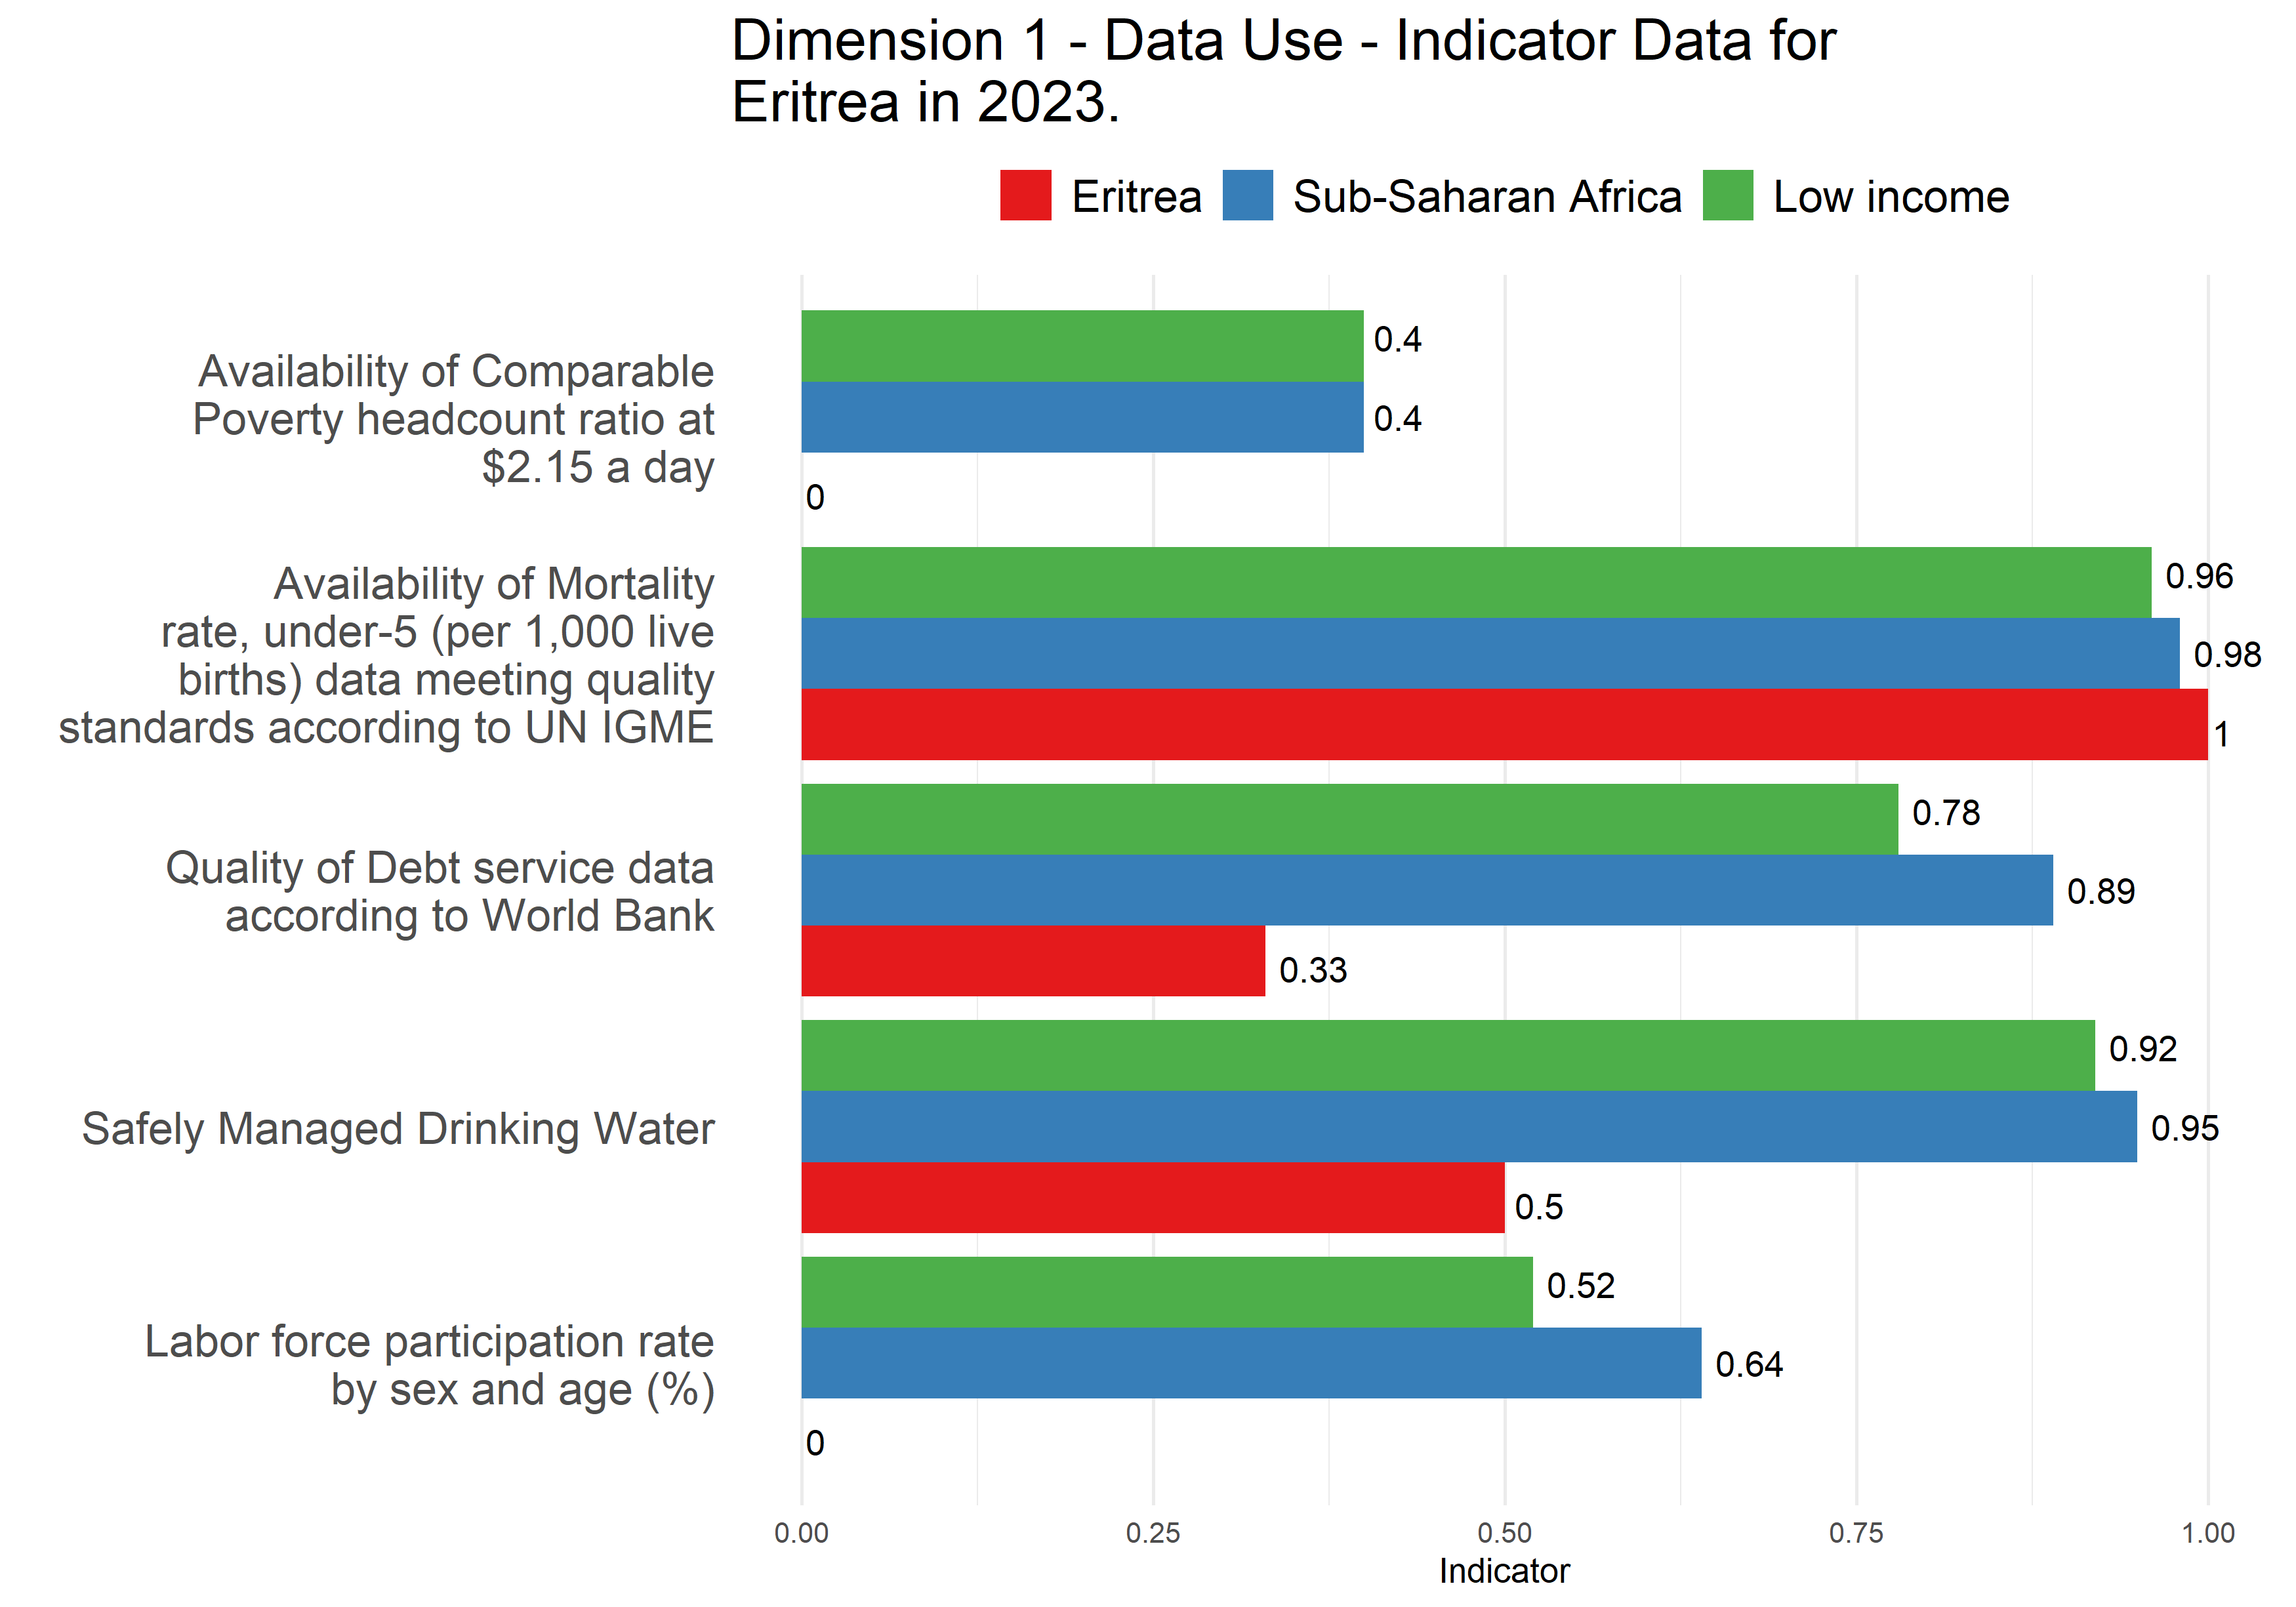 Dimension 1 - Data Use - Indicator Data for
Eritrea in 2023.
Eritrea
Sub-Saharan Africa
Low income
Availability of Comparable
Poverty headcount ratio at
$2.15 a day
0.4
0.4
0
Availability of Mortality
rate, under-5 (per 1,000 live
births) data meeting quality
standards according to UN IGME
0.96
0.98
1
Quality of Debt service data
according to World Bank
0.78
0.89
0.33
Safely Managed Drinking Water
0.92
0.95
0.5
Labor force participation rate
by sex and age (%)
0.52
0.64
0
0.00
0.25
0.50
0.75
1.00
Indicator